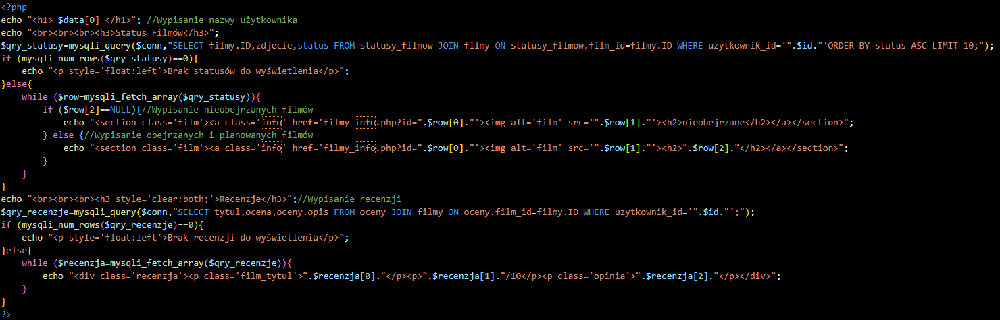 <?php
echo "<h1> $data[0] </h1>"; //Wypisanie nazwy użytkownika
echo "<br><br><br><h3>Status Filmów</h3>";
$qry_statusy=mysqli_query($conn,"SELECT filmy.ID,zdjecie,status FROM statusy_filmow JOIN filmy ON statusy_filmow.film_id=filmy.ID WHERE uzytkownik_id='".$id."'ORDER BY status ASC LIMIT 10;");
if (mysqli_num_rows($qry_statusy)==0){
    echo "<p style='float:left'>Brak statusów do wyświetlenia</p>";
}else{
    while ($row=mysqli_fetch_array($qry_statusy)){
        if ($row[2]==NULL){//Wypisanie nieobejrzanych filmów
            echo "<section class='film'><a class='info' href='filmy_info.php?id=".$row[0]."'><img alt='film' src='".$row[1]."'><h2>nieobejrzane</h2></a></section>";
        } else {//Wypisanie obejrzanych i planowanych filmów
            echo "<section class='film'><a class='info' href='filmy_info.php?id=".$row[0]."'><img alt='film' src='".$row[1]."'><h2>".$row[2]."</h2></a></section>";
        }
    }
}
echo "<br><br><br><h3 style='clear:both;'>Recenzje</h3>";//Wypisanie recenzji
$qry_recenzje=mysqli_query($conn,"SELECT tytul,ocena,oceny.opis FROM oceny JOIN filmy ON oceny.film_id=filmy.ID WHERE uzytkownik_id='".$id."';");
if (mysqli_num_rows($qry_recenzje)==0){
    echo "<p style='float:left'>Brak recenzji do wyświetlenia</p>";
}else{
    while ($recenzja=mysqli_fetch_array($qry_recenzje)){
        echo "<div class='recenzja'><p class='film_tytul'>".$recenzja[0]."</p><p>".$recenzja[1]."/10</p><p class='opinia'>".$recenzja[2]."</p></div>";
    }
}
?>